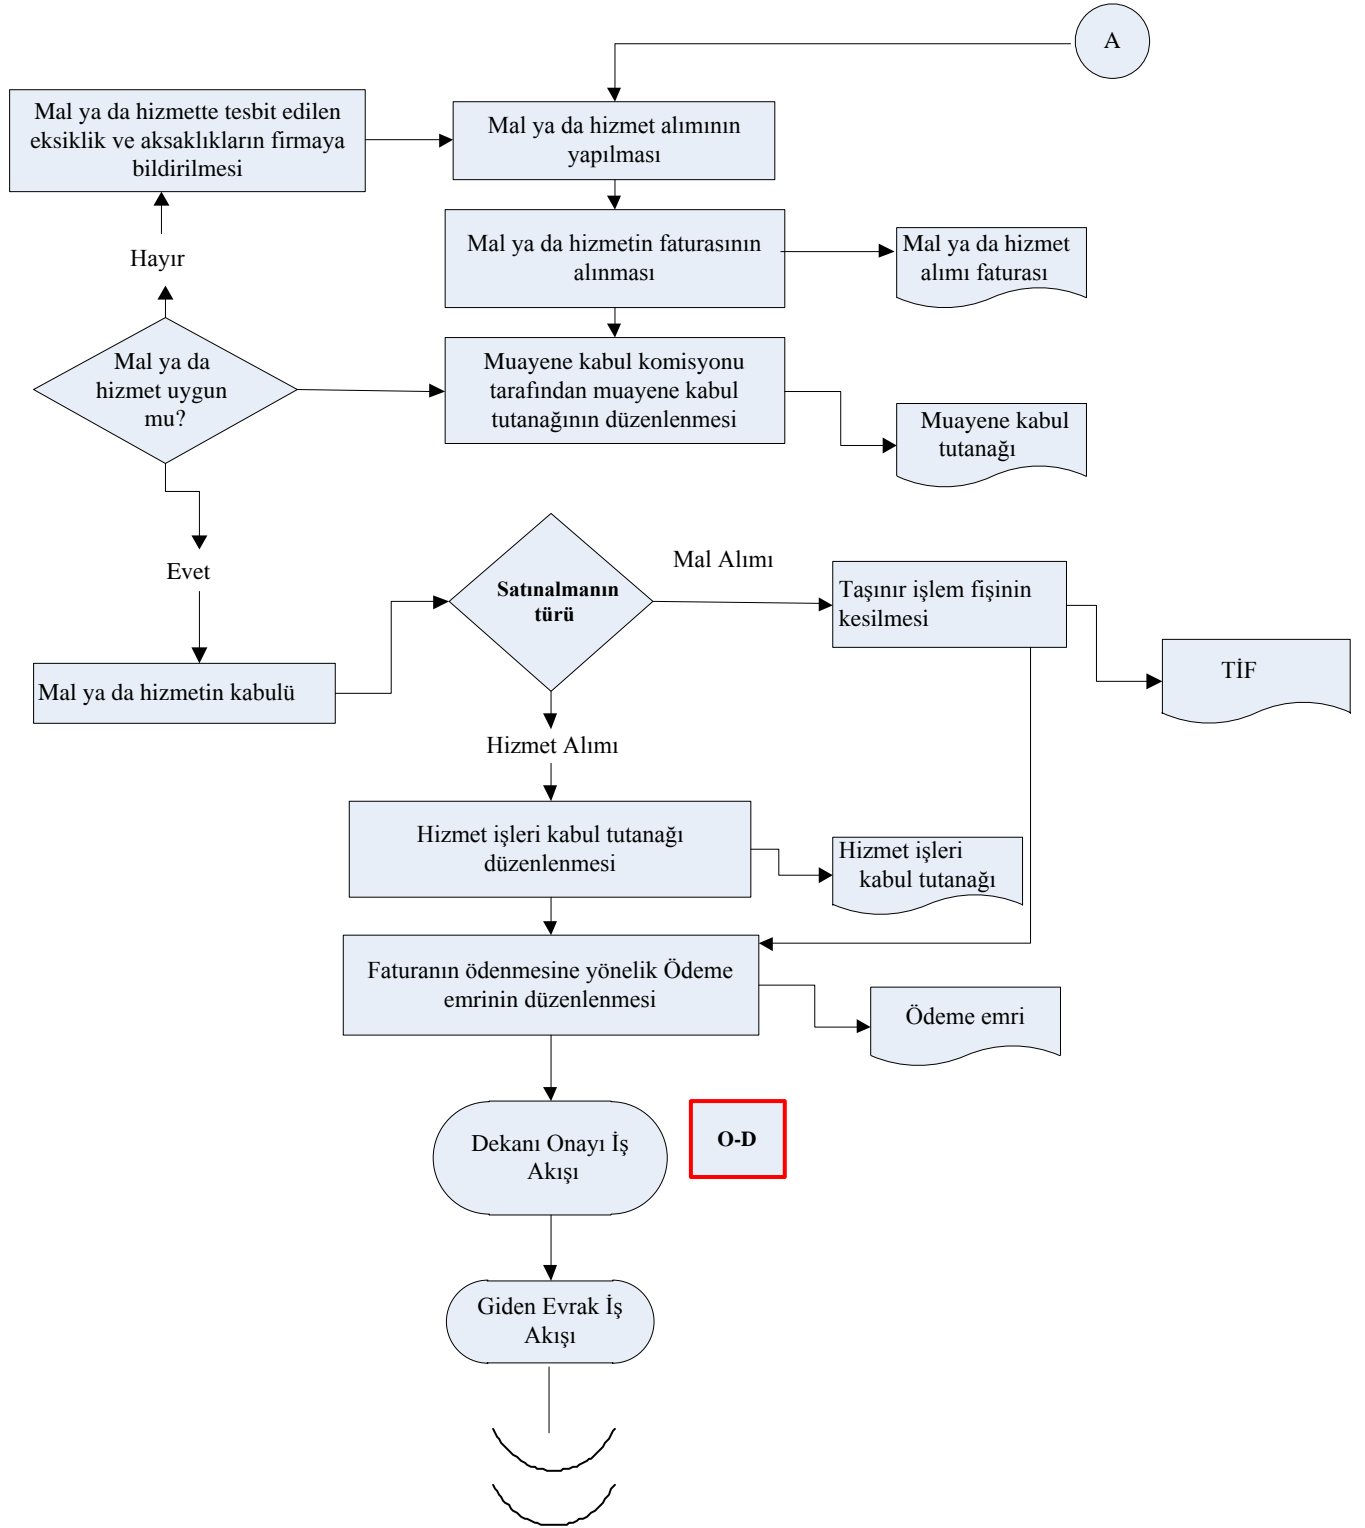 A
Mal ya da hizmette tesbit edilen
eksiklik ve aksaklıkların firmaya
bildirilmesi
Mal ya da hizmet alımının
yapılması
Mal ya da hizmetin faturasının
alınması
Mal ya da hizmet
alımı faturası
Hayır
Mal ya da
hizmet uygun
mu?
Muayene kabul komisyonu
tarafından muayene kabul
tutanağının düzenlenmesi
Muayene kabul
tutanağı
Evet
Satınalmanın
türü
Mal Alımı
Taşınır işlem fişinin
kesilmesi
TİF
Mal ya da hizmetin kabulü
Hizmet Alımı
Hizmet işleri kabul tutanağı
düzenlenmesi
Hizmet işleri
kabul tutanağı
Faturanın ödenmesine yönelik Ödeme
emrinin düzenlenmesi
Ödeme emri
Dekanı Onayı İş
Akışı
O-D
Giden Evrak İş
Akışı